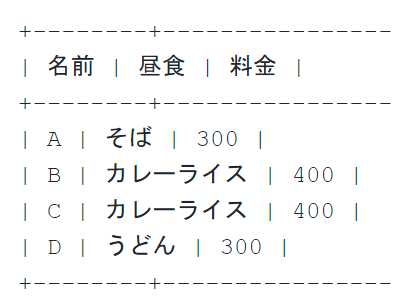 +--------+----------------
| 名前 | 昼食 | 料金 |
+--------+----------------
| A | そば | 300 |
| B | カレーライス | 400 |
| C | カレーライス | 400 |
| D | うどん | 300 |
+--------+----------------